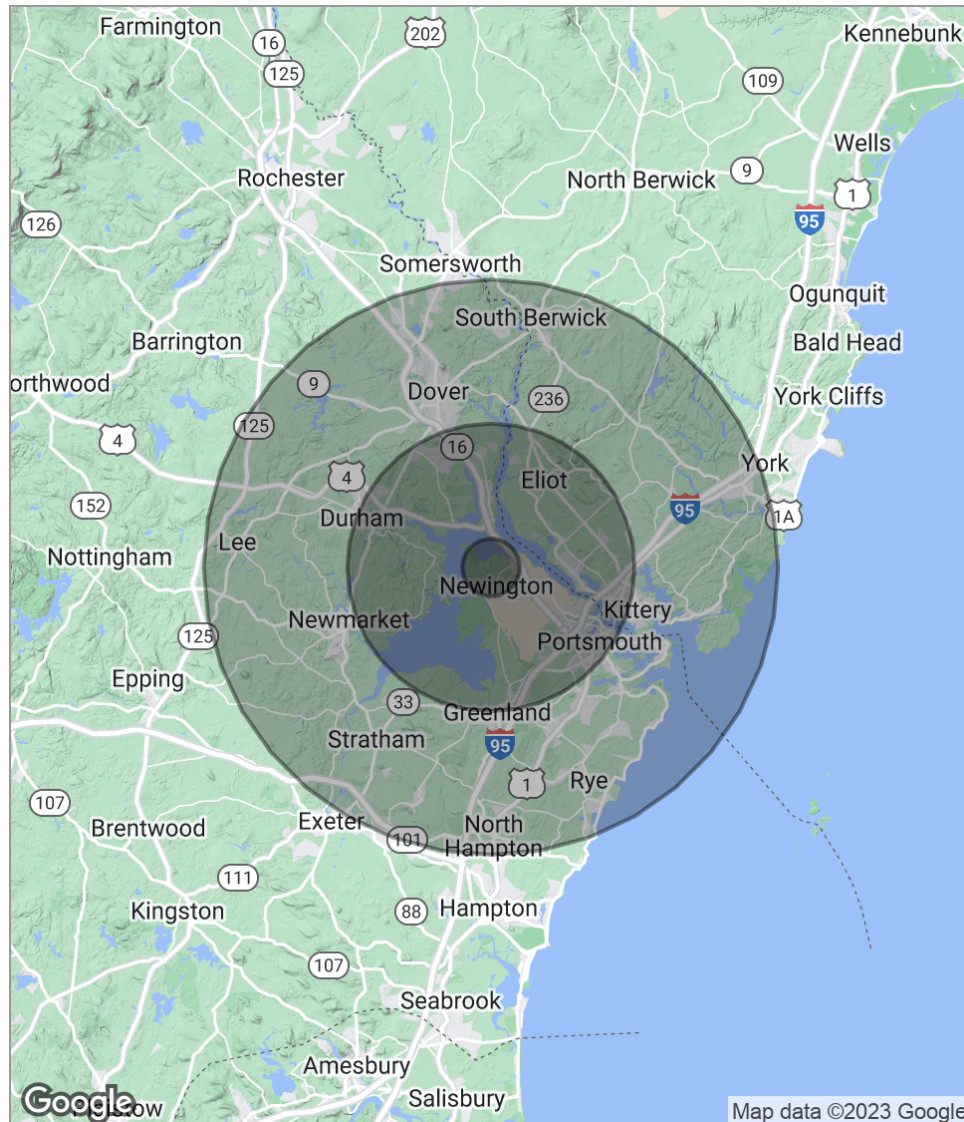 Farmington
202
Kennebunk
16
125
109
Wells
Rochester
North Berwick
9
1
126
95
Somersworth
Ogunquit
South Berwick
Barrington
Bald Head
orthwood
9
Dover
236
York Cliffs
125
4
16
York
4
Eliot
152
95
1A
Durham
Lee
Nottingham
Newington
Newmarket
Kittery
125
Portsmouth
Epping
33
Greenland
Stratham
95
1
Rye
107
Brentwood
Exeter
North
Hampton
101
111
Kingston
88
Hampton
107
Seabrook
Amesbury
Salisbury
Google
Map data ©2023 Google